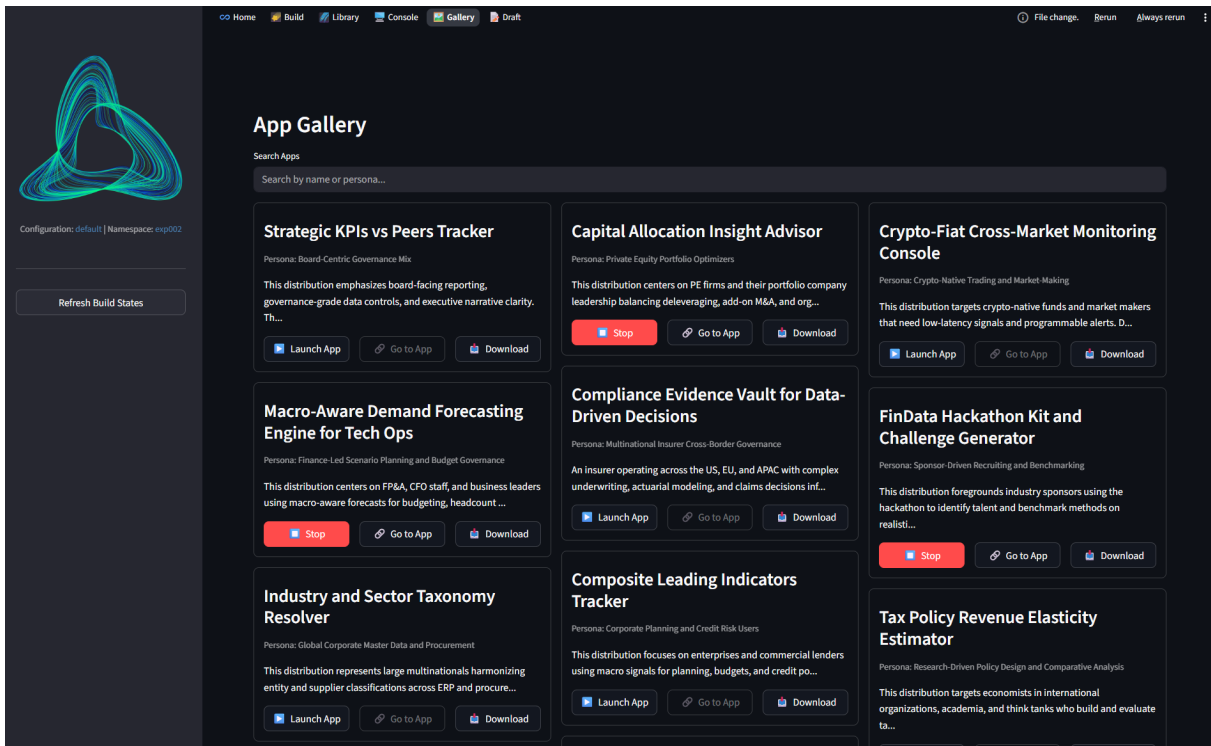 Home Build Library Console Gallery Draft File change. Rerun Always rerun
Configuration: default | Namespace: exp002
Refresh Build States
App Gallery
Search Apps
Search by name or persona...
Strategic KPIs vs Peers Tracker
Persona: Board-Centric Governance Mix
This distribution emphasizes board-facing reporting,
governance-grade data controls, and executive narrative clarity.
Th...
Launch App Go to App Download
Macro-Aware Demand Forecasting
Engine for Tech Ops
Persona: Finance-Led Scenario Planning and Budget Governance
This distribution centers on FP&A, CFO staff, and business leaders
using macro-aware forecasts for budgeting, headcount ...
Stop Go to App Download
Industry and Sector Taxonomy
Resolver
Persona: Global Corporate Master Data and Procurement
This distribution represents large multinationals harmonizing
entity and supplier classifications across ERP and procure...
Launch App Go to App Download
Capital Allocation Insight Advisor
Persona: Private Equity Portfolio Optimizers
This distribution centers on PE firms and their portfolio company
leadership balancing deleveraging, add-on M&A, and org...
Stop Go to App Download
Compliance Evidence Vault for Data-
Driven Decisions
Persona: Multinational Insurer Cross-Border Governance
An insurer operating across the US, EU, and APAC with complex
underwriting, actuarial modeling, and claims decisions inf...
Launch App Go to App Download
Composite Leading Indicators
Tracker
Persona: Corporate Planning and Credit Risk Users
This distribution focuses on enterprises and commercial lenders
using macro signals for planning, budgets, and credit po...
Launch App Go to App Download
Crypto-Fiat Cross-Market Monitoring
Console
Persona: Crypto-Native Trading and Market-Making
This distribution targets crypto-native funds and market makers
that need low-latency signals and programmable alerts. D...
Launch App Go to App Download
FinData Hackathon Kit and
Challenge Generator
Persona: Sponsor-Driven Recruiting and Benchmarking
This distribution foregrounds industry sponsors using the
hackathon to identify talent and benchmark methods on
realisti...
Stop Go to App Download
Tax Policy Revenue Elasticity
Estimator
Persona: Research-Driven Policy Design and Comparative Analysis
This distribution targets economists in international
organizations, academia, and think tanks who build and evaluate
ta...